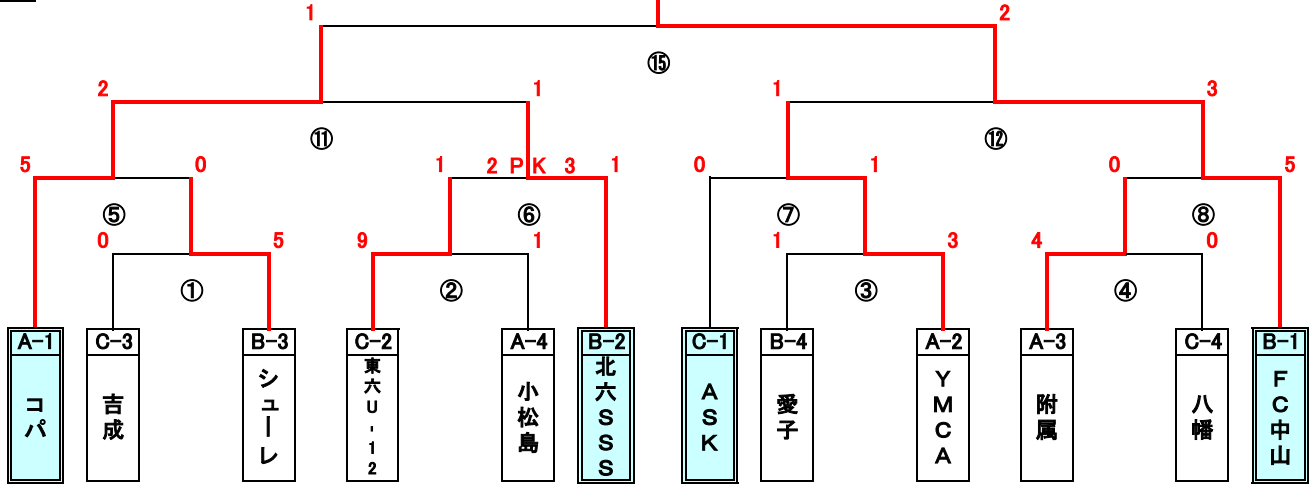 1 2
⑮
2 1 1 3
⑪ ⑫
5 0 1 2 PK 3 1 0 1 0 5
⑤ ⑥ ⑦ ⑧
0 5 9 1 1 3 4 0
① ② ③ ④
A-1 C-3 B-3 C-2 A-4 B-2 C-1 B-4 A-2 A-3 C-4 B-1
コパ
吉成
シューレ
東六U-12
小松島
北六SSS
ASK
愛子
YMCA
附属
八幡
FC中山